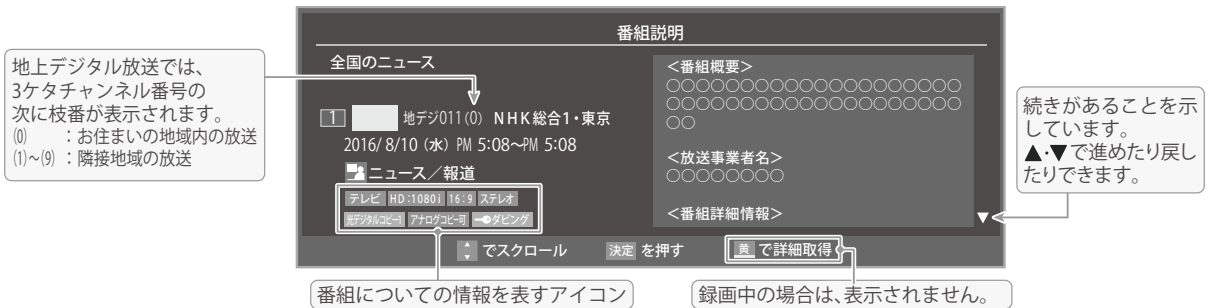 番組説明
地上デジタル放送では、
3ケタチャンネル番号の
次に枝番が表示されます。
⑼ ：お住まいの地域内の放送
⑴~⑼ ：隣接地域の放送
全国のニュース
1 地デジ011(0) NHK総合1・東京
2016/ 8/10 (水) PM 5:08~PM 5:08
ニュース／報道
テレビ HD:1080i 16:9 ステレオ
光デジタルコピー1 アナログコピー可 ダビング
＜番組概要＞
○○○○○○○○○○○○○○○○○○○
○○○○○○○○○○○○○○○○○○○
○○
＜放送事業者名＞
○○○○○○○○
＜番組詳細情報＞
▼
続きがあることを示
しています。
▲・▼で進めたり戻し
たりできます。
でスクロール 決定 を押す 黄 で詳細取得
番組についての情報を表すアイコン
録画中の場合は、表示されません。